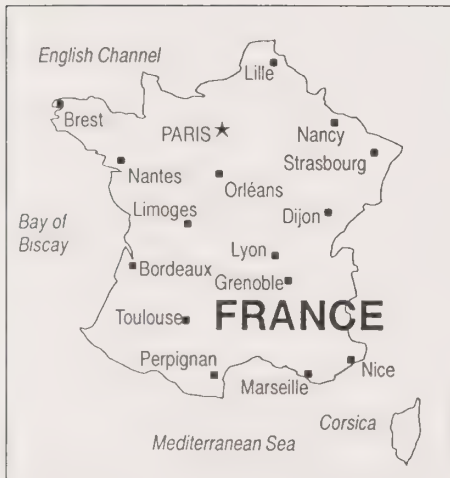 English Channel
Lille
Brest
PARIS
Nancy
Strasbourg
Nantes
Orléans
Limoges
Dijon
Bay of
Biscay
Lyon
Bordeaux
Grenoble
FRANCE
Toulouse
Perpignan
Nice
Marseille
Corsica
Mediterranean Sea